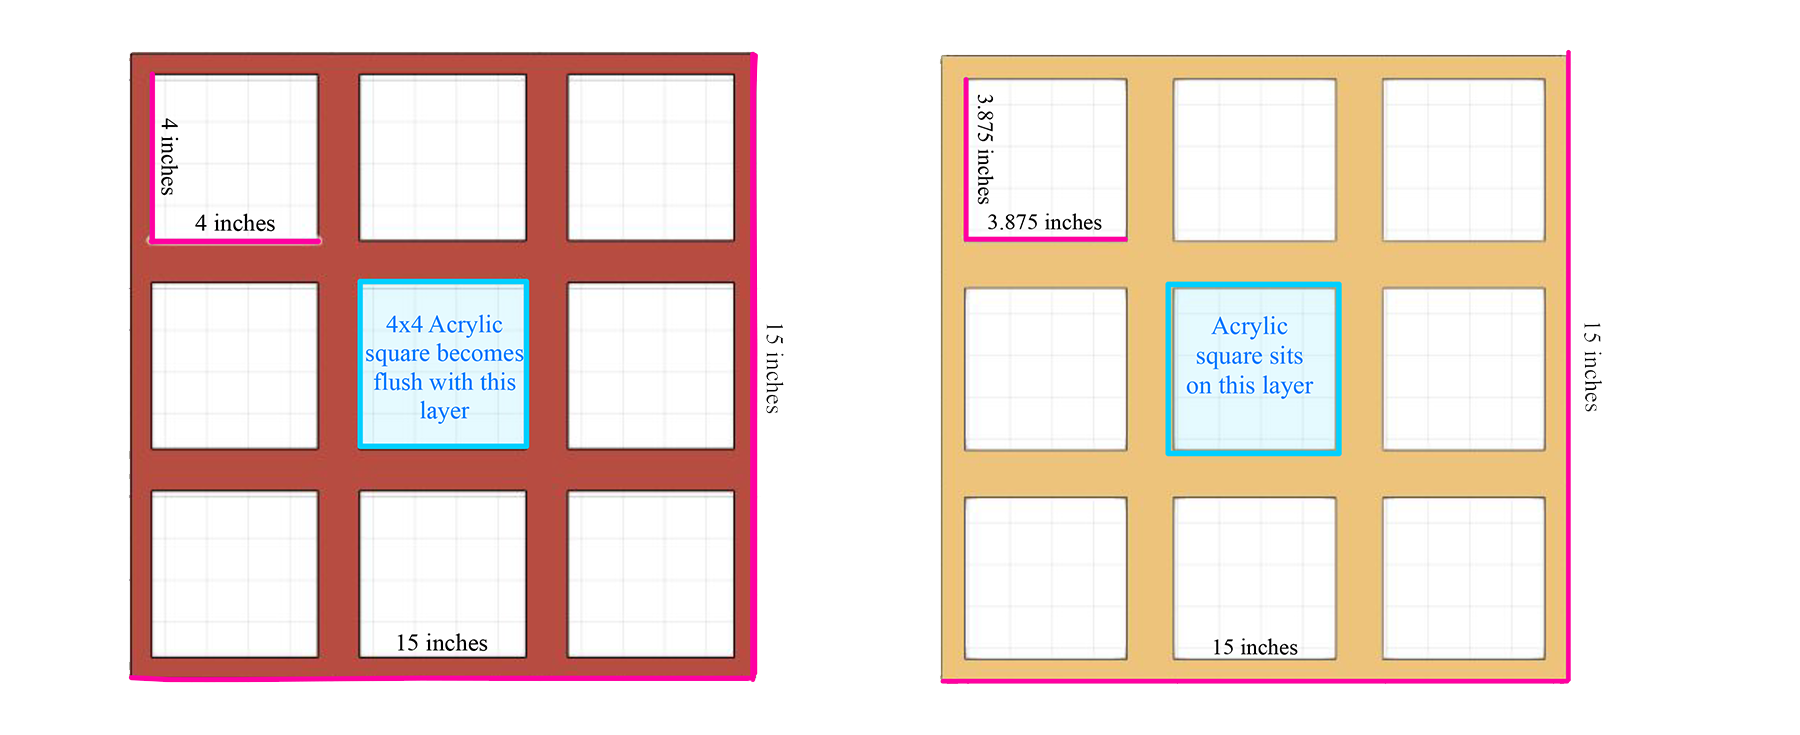 4 inches
4 inches
4x4 Acrylic
square becomes
flush with this
layer
15 inches
15 inches
3.875 inches
3.875 inches
Acrylic
square sits
on this layer
15 inches
15 inches